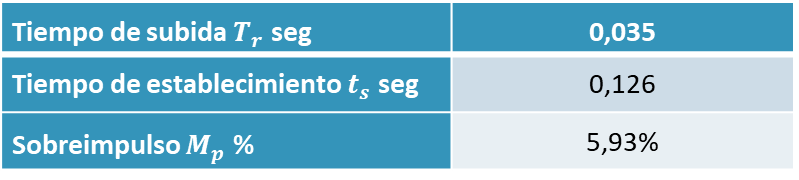 Tiempo de subida 𝑻𝒓 seg 0,035
Tiempo de establecimiento 𝒕𝒔 seg 0,126
Sobreimpulso 𝑴𝒑 % 5,93%